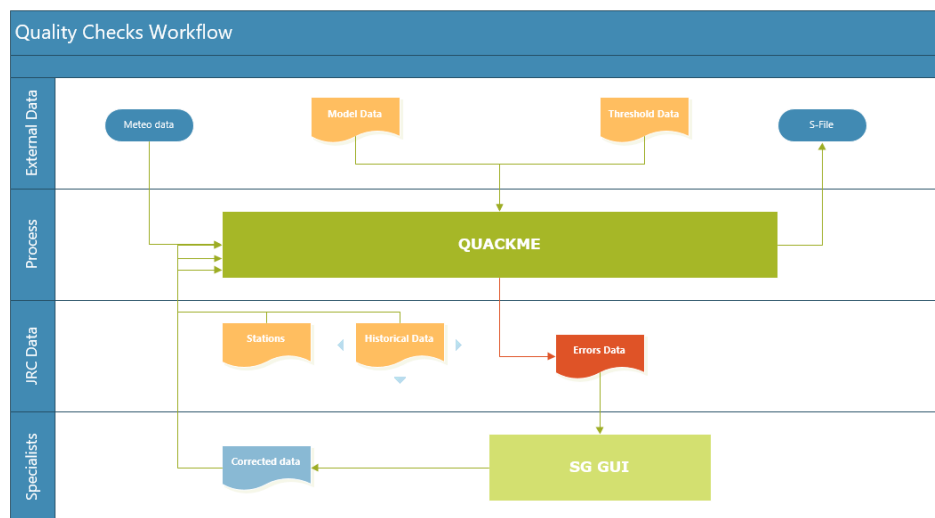 Quality Checks Workflow
External Data
Meteo data
Model Data
Threshold Data
S-File
Process
QUACKME
JRC Data
Stations
Historical Data
Errors Data
Specialists
Corrected data
SG GUI